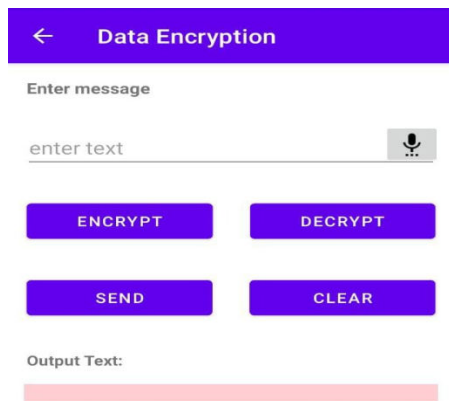 Data Encryption
Enter message
enter text
ENCRYPT DECRYPT
SEND CLEAR
Output Text: